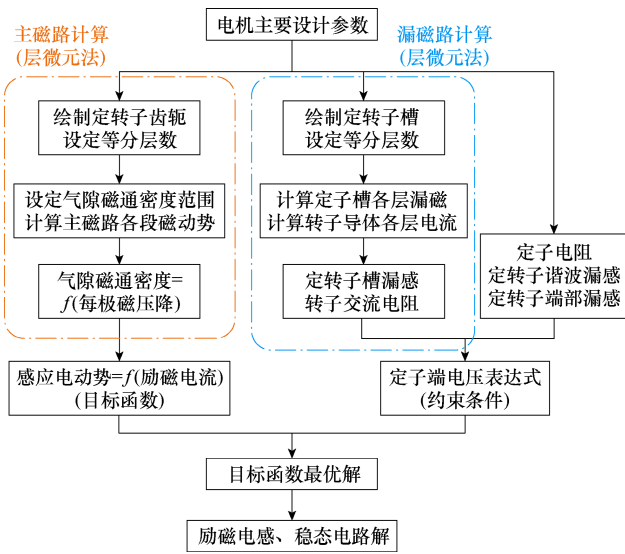 电机主要设计参数
主磁路计算
(层微元法)
漏磁路计算
(层微元法)
绘制定转子齿轭
设定等分层数
设定气隙磁通密度范围
计算主磁路各段磁动势
气隙磁通密度=
f(每极磁压降)
绘制定转子槽
设定等分层数
计算定子槽各层漏磁
计算转子导体各层电流
定转子槽漏感
转子交流电阻
定子电阻
定转子谐波漏感
定转子端部漏感
感应电动势=f(励磁电流)
(目标函数)
定子端电压表达式
(约束条件)
目标函数最优解
励磁电感、稳态电路解